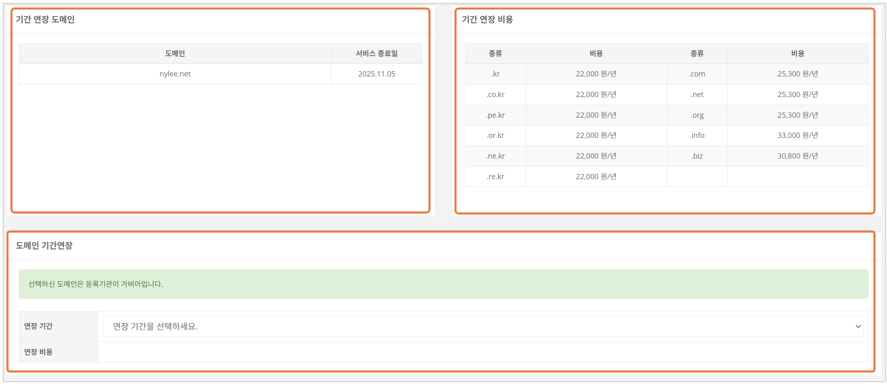 기간 연장 도메인
도메인 서비스 종료일
nylee.net 2025.11.05
기간 연장 비용
종류 비용 종류 비용
.kr 22,000 원/년 .com 25,300 원/년
.co.kr 22,000 원/년 .net 25,300 원/년
.pe.kr 22,000 원/년 .org 25,300 원/년
.or.kr 22,000 원/년 .info 33,000 원/년
.ne.kr 22,000 원/년 .biz 30,800 원/년
.re.kr 22,000 원/년
도메인 기간연장
선택하신 도메인은 등록기관이 가비아입니다.
연장 기간 연장 기간을 선택하세요.
연장 비용